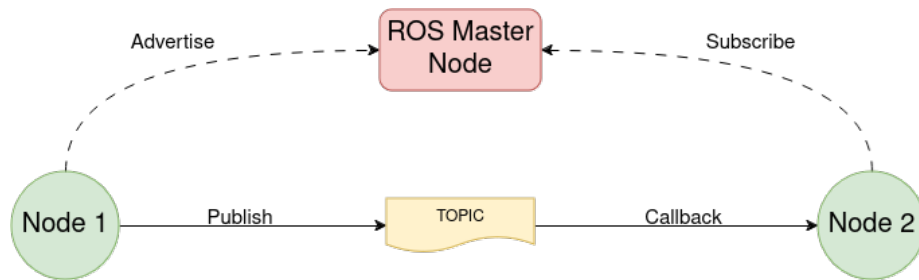 Advertise
ROS Master
Node
Subscribe
Node 1
Publish
TOPIC
Callback
Node 2